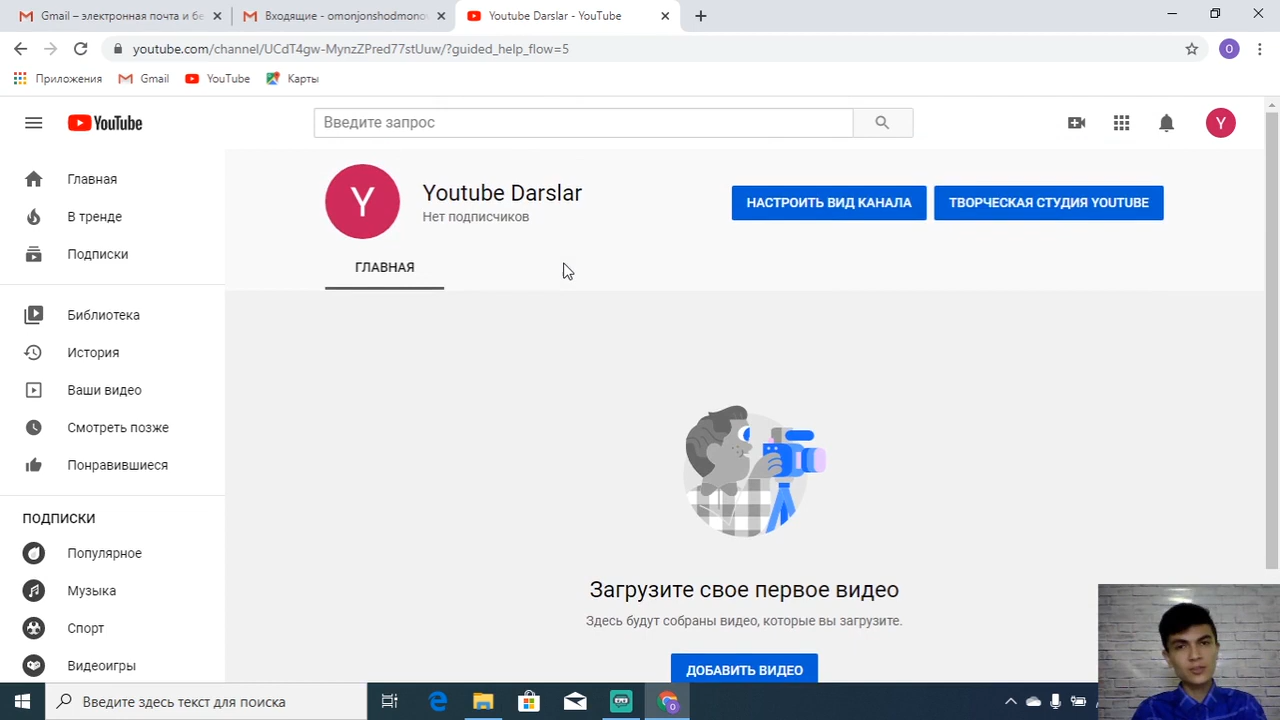 Gmail – электронная почта и бе
Входящие - omonjonshodmono
Youtube Darslar - YouTube
youtube.com/channel/UCdT4gw-MynzZPred77stUuw/?guided_help_flow=5
O
Приложения
Gmail
YouTube
Карты
YouTube
Введите запрос
Y
Главная
В тренде
Подписки
Библиотека
История
Ваши видео
Смотреть позже
Понравившиеся
ПОДПИСКИ
Популярное
Музыка
Спорт
Видеоигры
Y
Youtube Darslar
Нет подписчиков
НАСТРОИТЬ ВИД КАНАЛА
ТВОРЧЕСКАЯ СТУДИЯ YOUTUBE
ГЛАВНАЯ
Загрузите свое первое видео
Здесь будут собраны видео, которые вы загрузите.
ДОБАВИТЬ ВИДЕО
Введите здесь текст для поиска